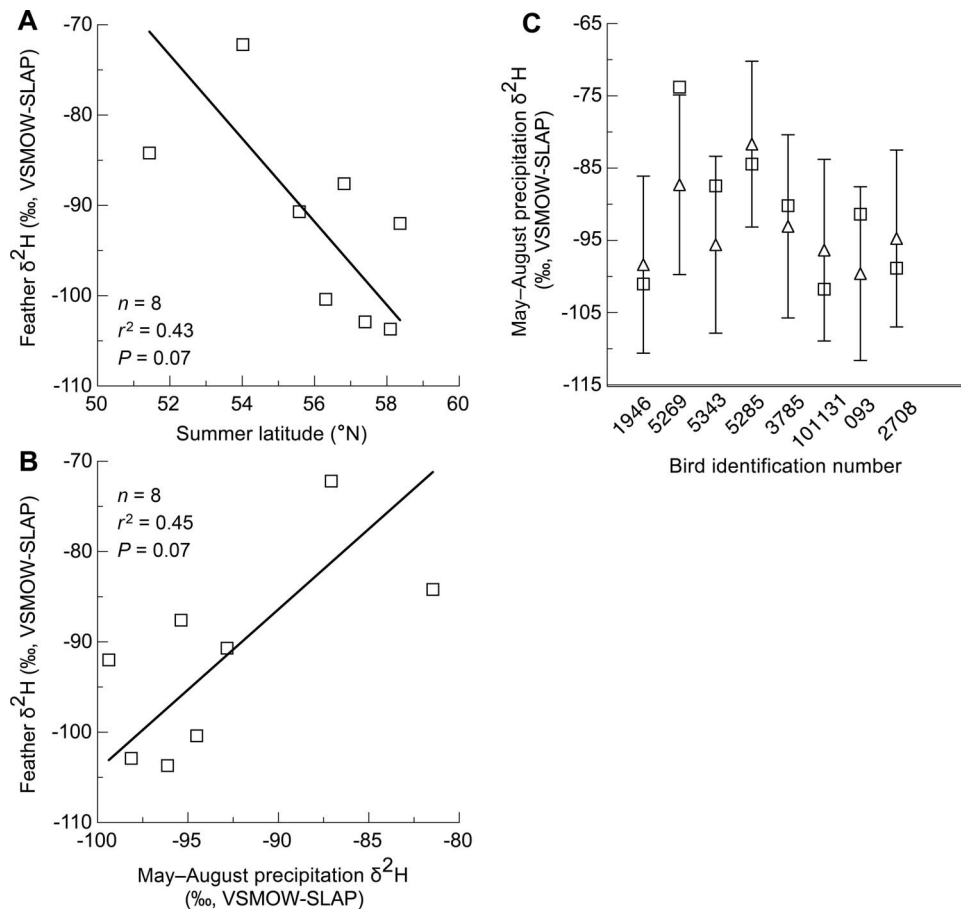 A
Feather δ²H (‰, VSMOW-SLAP)
-70
-80
-90
-100
-110
n = 8
r² = 0.43
P = 0.07
50 52 54 56 58 60
Summer latitude (°N)
B
Feather δ²H (‰, VSMOW-SLAP)
-70
-80
-90
-100
-110
n = 8
r² = 0.45
P = 0.07
-100 -95 -90 -85 -80
May–August precipitation δ²H
(‰, VSMOW-SLAP)
C
May–August precipitation δ²H
(‰, VSMOW-SLAP)
-65
-75
-85
-95
-105
-115
1946 5269 5343 5285 3785 101131 093 2708
Bird identification number